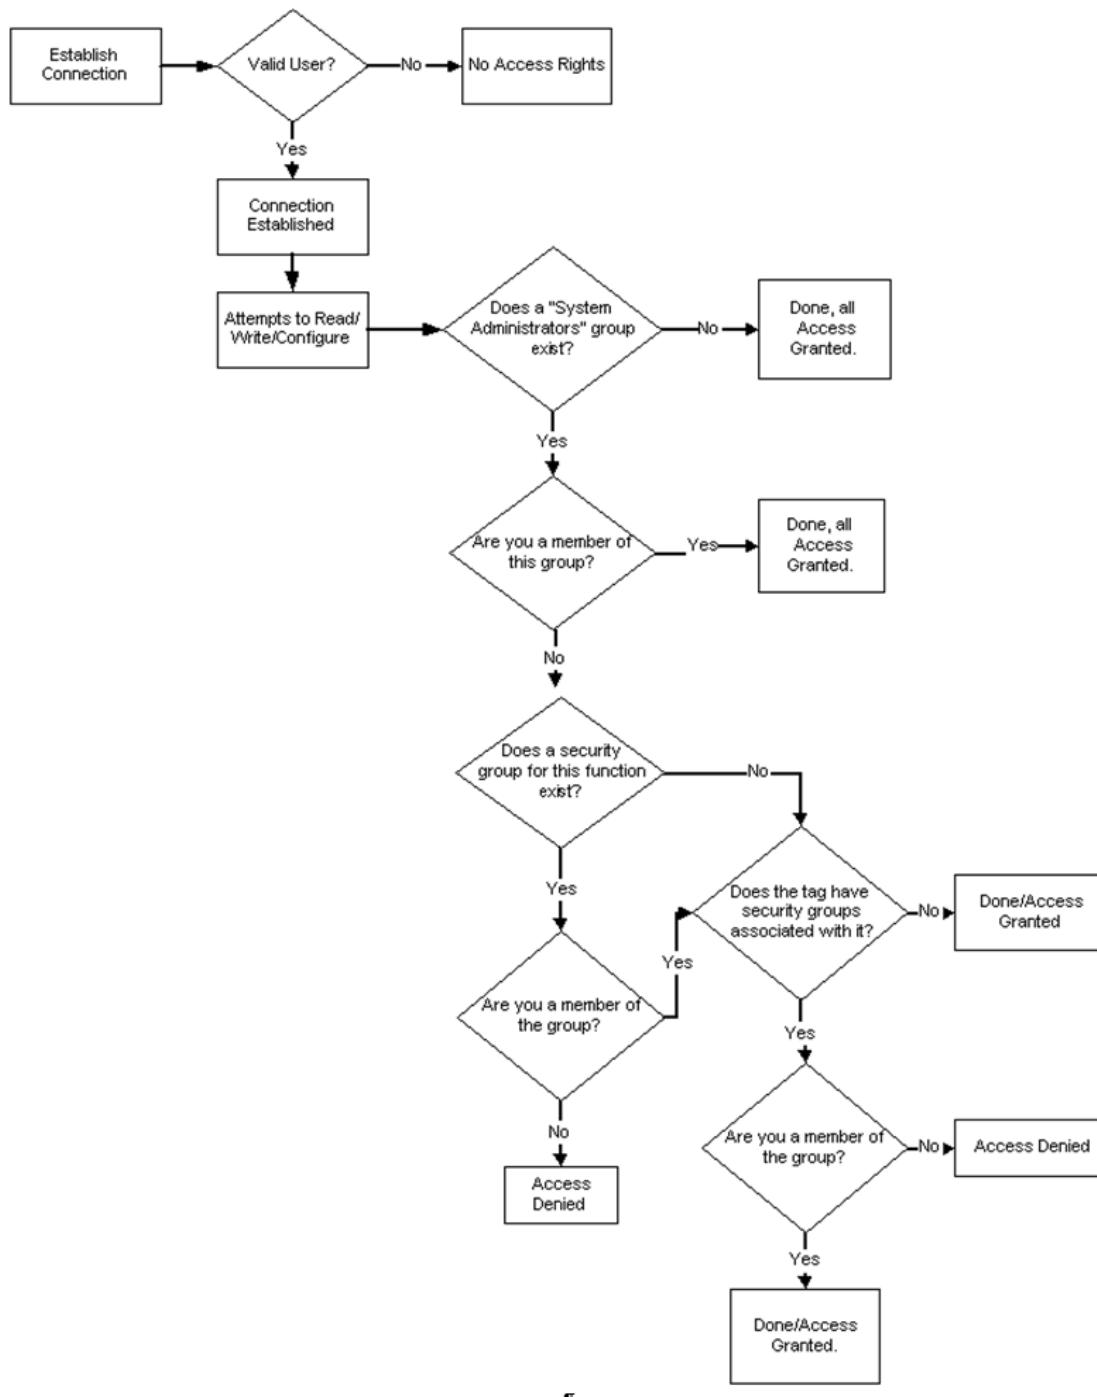 Establish
Connection
Valid User?
No
No Access Rights
Yes
Connection
Established
Attempts to Read/
Write/Configure
Does a "System
Administrators" group
exist?
No
Done, all
Access
Granted.
Yes
Are you a member of
this group?
Yes
Done, all
Access
Granted.
No
Does a security
group for this function
exist?
No
Yes
Does the tag have
security groups
associated with it?
No
Done/Access
Granted
Yes
Are you a member of
the group?
Yes
No
Access
Denied
Are you a member of
the group?
No
Access Denied
Yes
Done/Access
Granted.